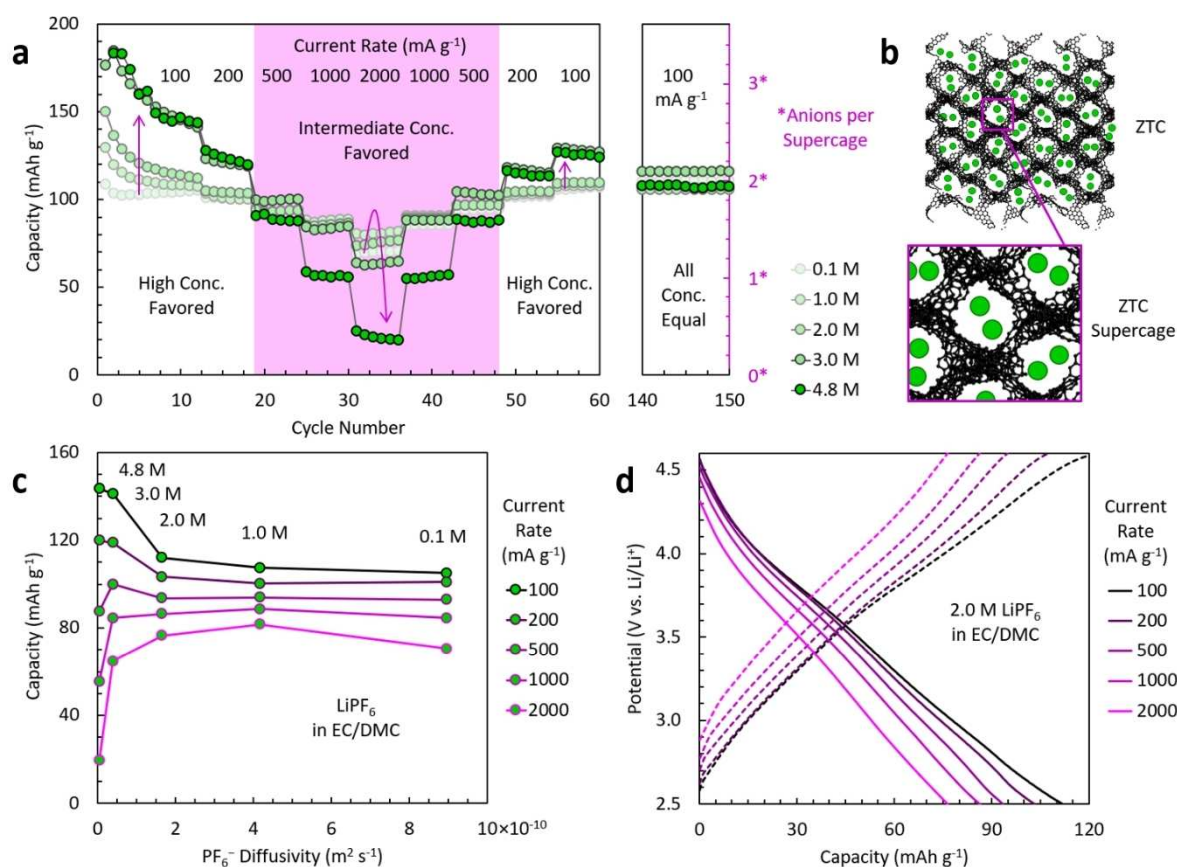 a
200
150
100
50
0
Capacity (mAh g⁻¹)
Current Rate (mA g⁻¹)
100 200 500 1000 2000 1000 500 200 100
Intermediate Conc.
Favored
High Conc.
Favored
High Conc.
Favored
0 10 20 30 40 50 60
Cycle Number
100
mA g⁻¹
All
Conc.
Equal
140 150
3*
2*
1*
0*
*Anions per
Supercage
0.1 M
1.0 M
2.0 M
3.0 M
4.8 M
b
ZTC
ZTC
Supercage
c
160
120
80
40
0
Capacity (mAh g⁻¹)
4.8 M
3.0 M
2.0 M
1.0 M
0.1 M
LiPF₆
in EC/DMC
0 2 4 6 8 10×10⁻¹⁰
PF₆⁻ Diffusivity (m² s⁻¹)
Current
Rate
(mA g⁻¹)
100
200
500
1000
2000
d
4.5
4.0
3.5
3.0
2.5
Potential (V vs. Li/Li⁺)
2.0 M LiPF₆
in EC/DMC
0 30 60 90 120
Capacity (mAh g⁻¹)
Current
Rate
(mA g⁻¹)
100
200
500
1000
2000